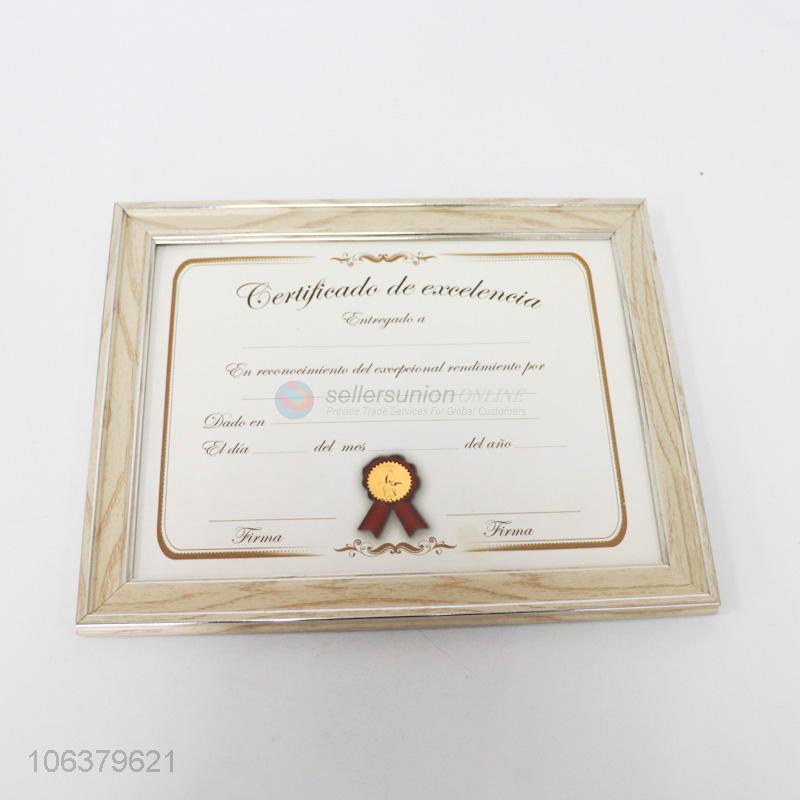 Certificado de excelencia
Entregado a
En reconocimiento del excepcional rendimiento por
sellersunion ONLINE
Provide Trade Services For Global Customers
Dado en
El día del mes del año
Firma Firma
106379621